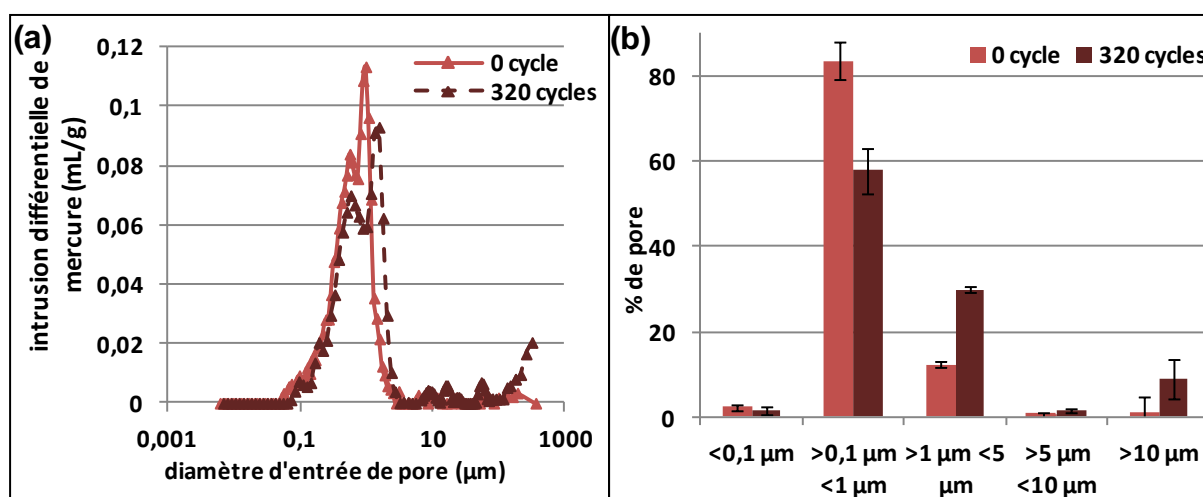 (a)
0 cycle
320 cycles
intrusion différentielle de
mercure (mL/g)
0,12
0,1
0,08
0,06
0,04
0,02
0
0,001
0,1
10
1000
diamètre d'entrée de pore (µm)
(b)
0 cycle
320 cycles
% de pore
80
60
40
20
0
<0,1 µm
>0,1 µm
<1 µm
>1 µm <5
µm
>5 µm
<10 µm
>10 µm